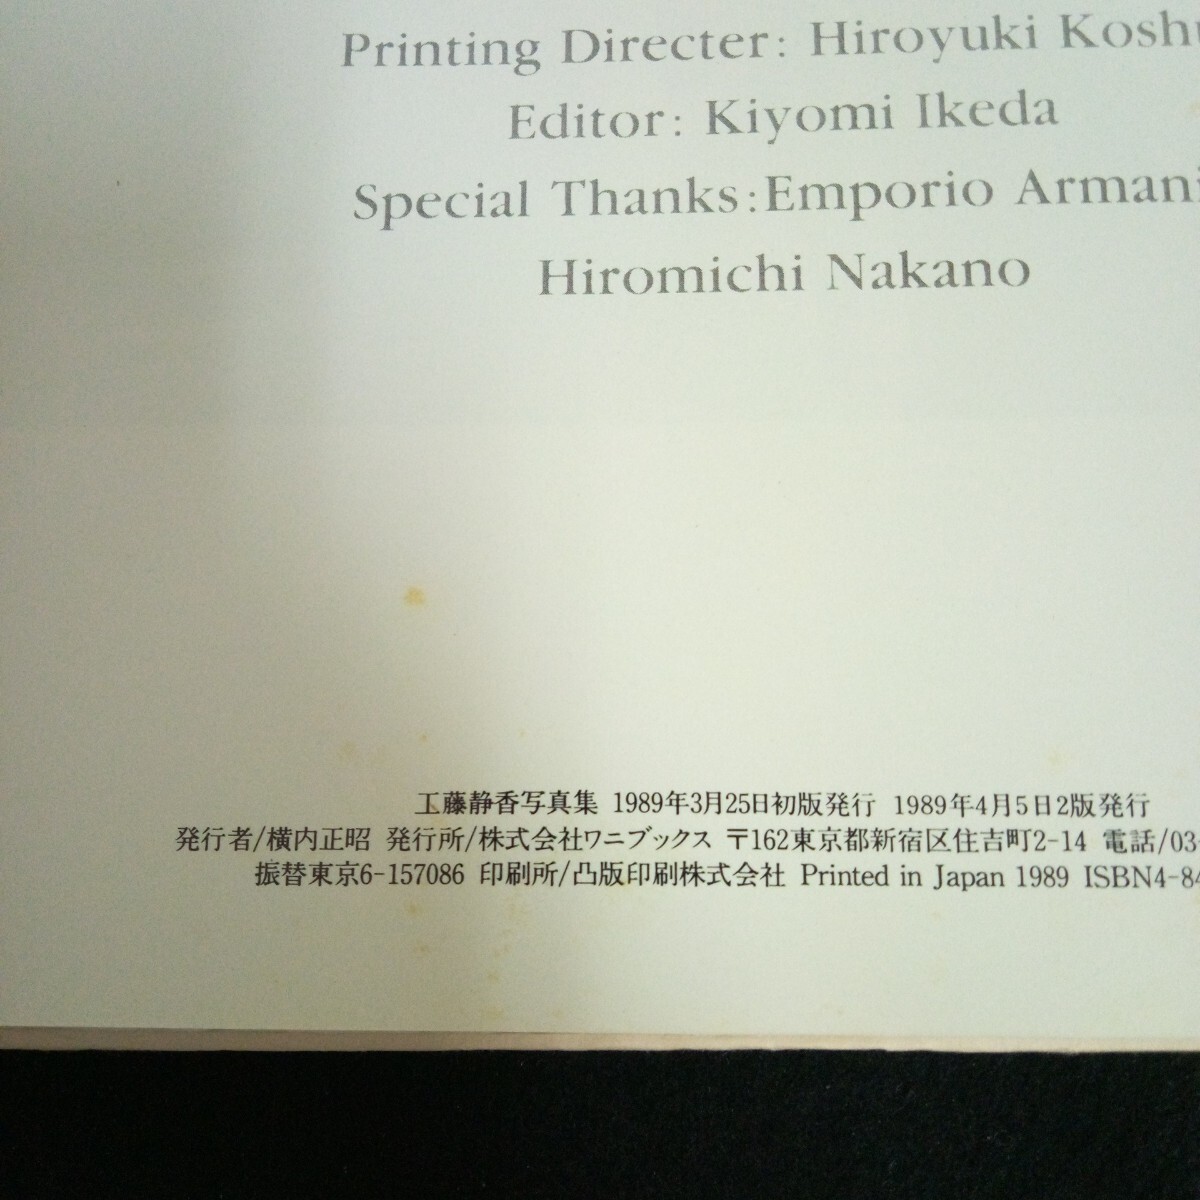 Printing Directer: Hiroyuki Kosh
Editor: Kiyomi Ikeda
Special Thanks:Emporio Armani
Hiromichi Nakano
工藤静香写真集 1989年3月25日初版発行 1989年4月5日2版発行
発行者/横内正昭 発行所/株式会社ワニブックス 〒162東京都新宿区住吉町2-14 電話/03-
振替東京6-157086 印刷所/凸版印刷株式会社 Printed in Japan 1989 ISBN4-84